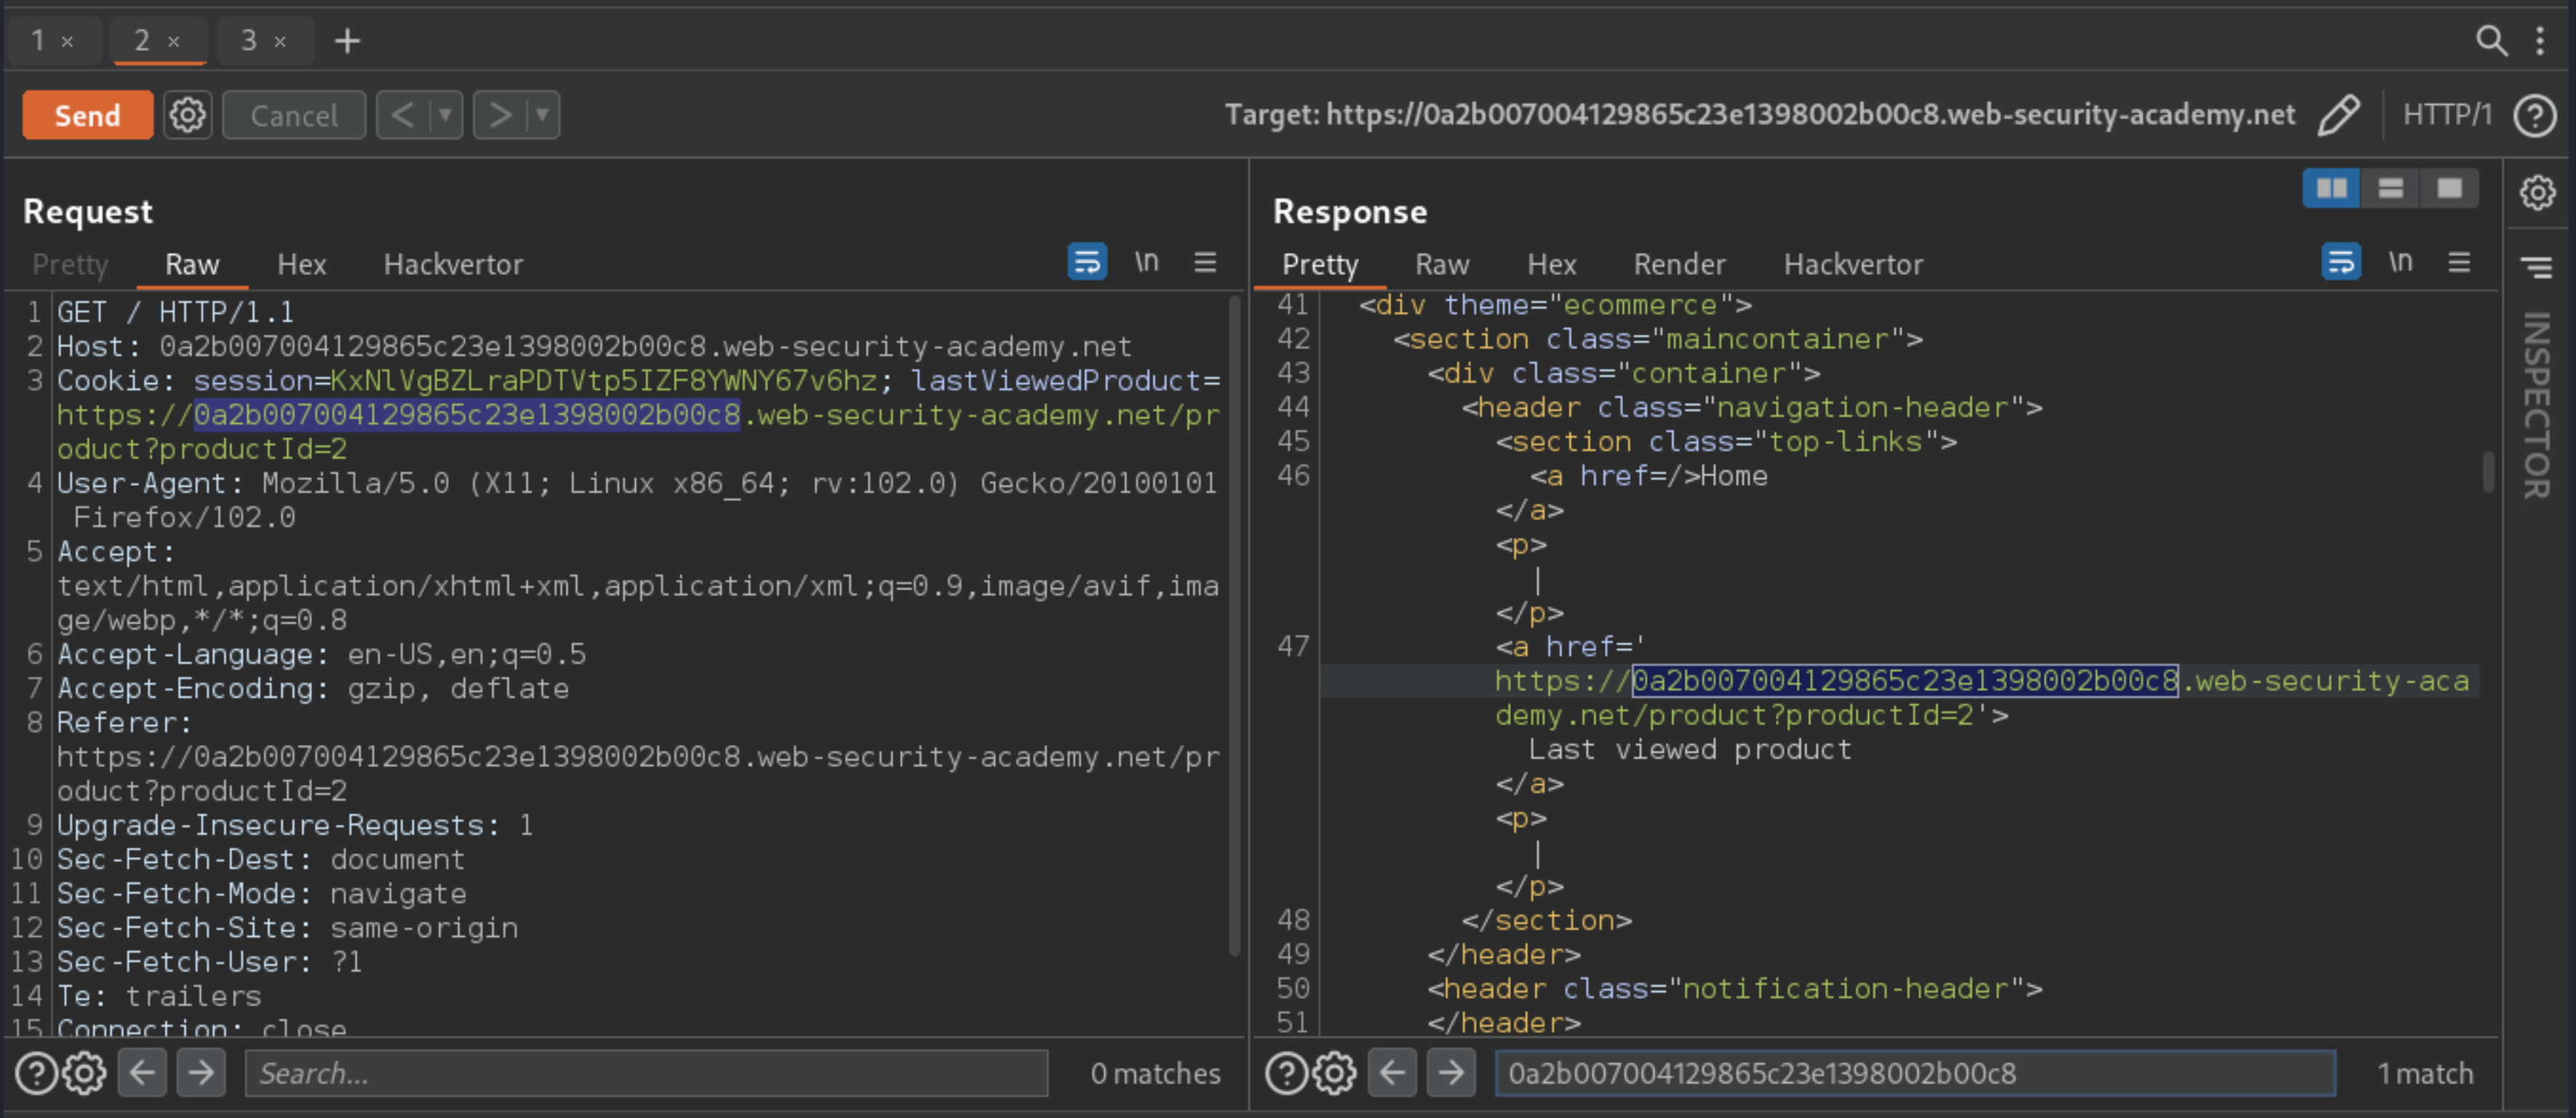 1 × 2 × 3 × +
Send Cancel < ▾ > ▾ Target: https://0a2b007004129865c23e1398002b00c8.web-security-academy.net HTTP/1 ?
Request
Pretty Raw Hex Hackvertor \n
1 GET / HTTP/1.1
2 Host: 0a2b007004129865c23e1398002b00c8.web-security-academy.net
3 Cookie: session=KxNlVgBZLraPDTVtp5IZF8YWNY67v6hz; lastViewedProduct=
https://0a2b007004129865c23e1398002b00c8.web-security-academy.net/pr
oduct?productId=2
4 User-Agent: Mozilla/5.0 (X11; Linux x86_64; rv:102.0) Gecko/20100101
Firefox/102.0
5 Accept:
text/html,application/xhtml+xml,application/xml;q=0.9,image/avif,ima
ge/webp,*/*;q=0.8
6 Accept-Language: en-US,en;q=0.5
7 Accept-Encoding: gzip, deflate
8 Referer:
https://0a2b007004129865c23e1398002b00c8.web-security-academy.net/pr
oduct?productId=2
9 Upgrade-Insecure-Requests: 1
10 Sec-Fetch-Dest: document
11 Sec-Fetch-Mode: navigate
12 Sec-Fetch-Site: same-origin
13 Sec-Fetch-User: ?1
14 Te: trailers
15 Connection: close
? Search... 0 matches
Response
Pretty Raw Hex Render Hackvertor \n
41 <div theme="ecommerce">
42 <section class="maincontainer">
43 <div class="container">
44 <header class="navigation-header">
45 <section class="top-links">
46 <a href=/>Home
</a>
<p>
|
</p>
47 <a href='
https://0a2b007004129865c23e1398002b00c8.web-security-aca
demy.net/product?productId=2'>
Last viewed product
</a>
<p>
|
</p>
48 </section>
49 </header>
50 <header class="notification-header">
51 </header>
? 0a2b007004129865c23e1398002b00c8 1 match
INSPECTOR